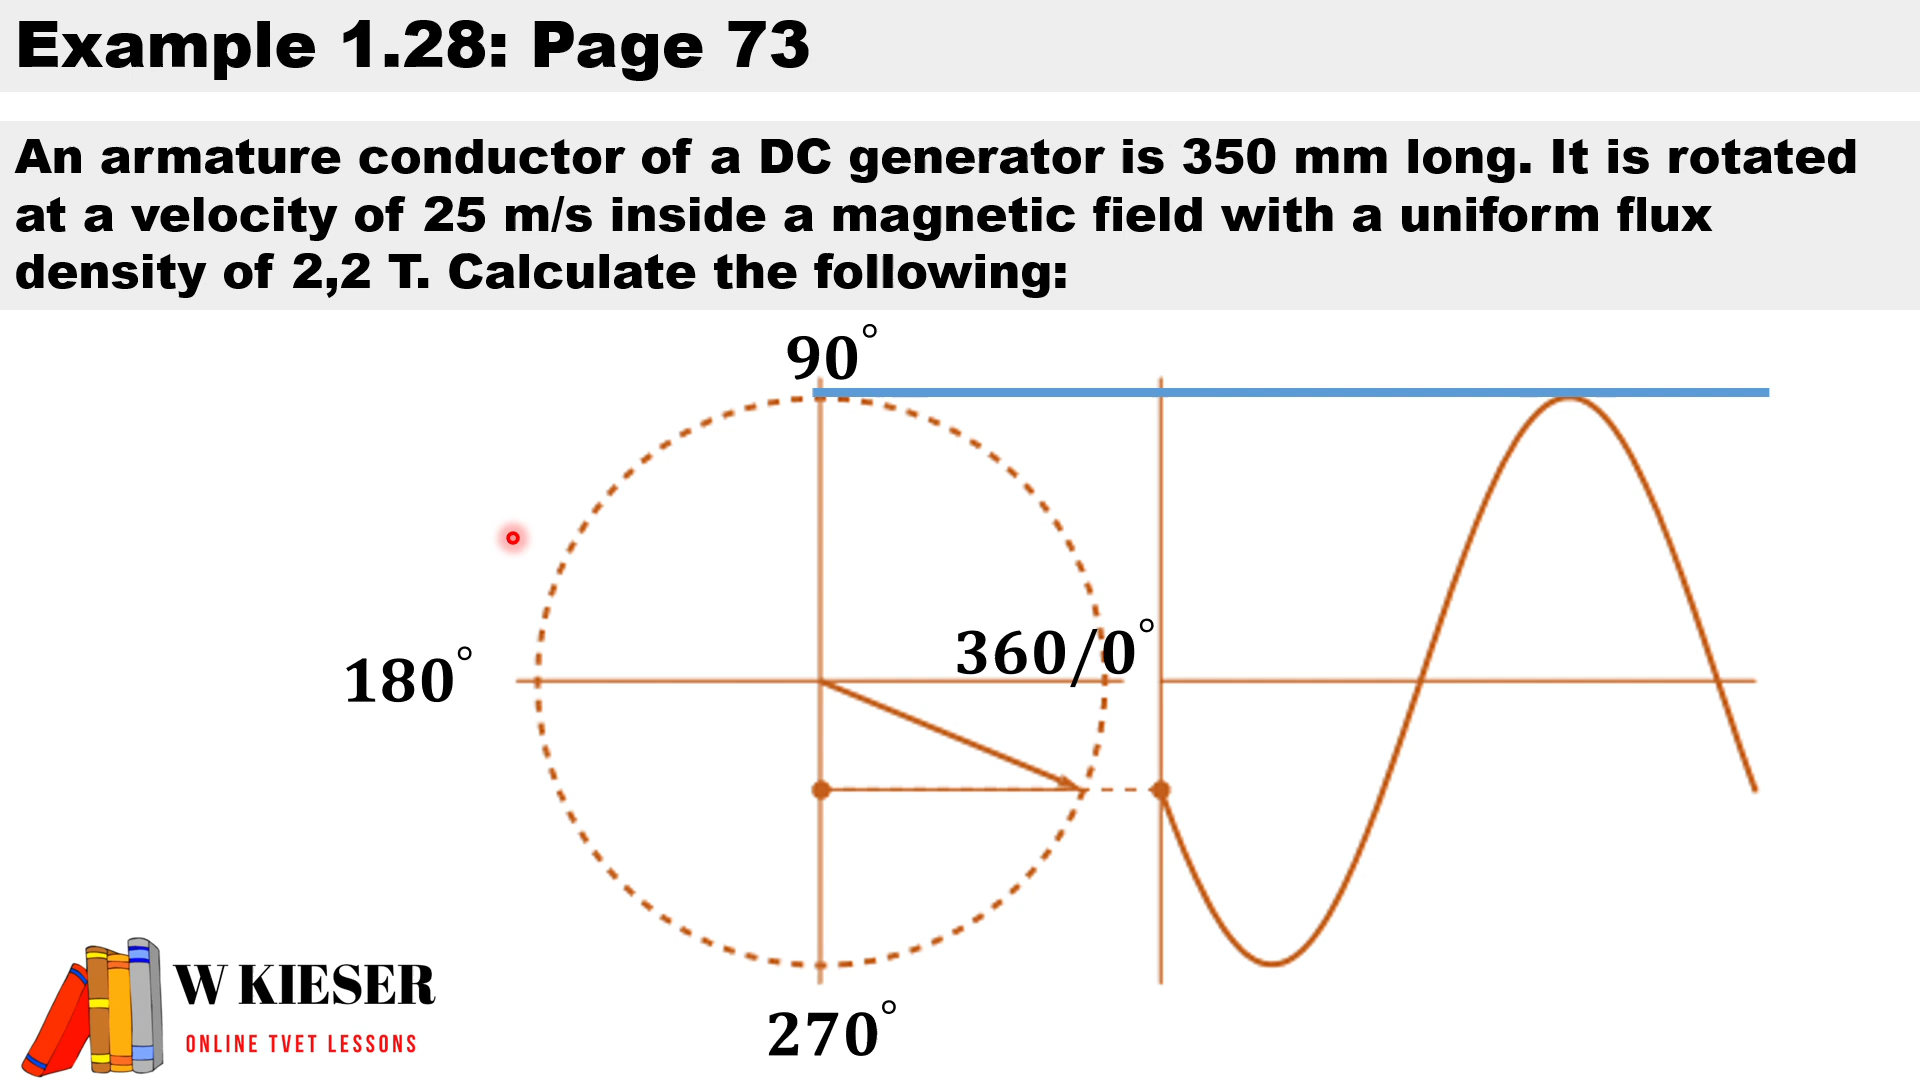 Example 1.28: Page 73
An armature conductor of a DC generator is 350 mm long. It is rotated
at a velocity of 25 m/s inside a magnetic field with a uniform flux
density of 2,2 T. Calculate the following:
90°
360/0°
180°
270°
W KIESER
ONLINE TVET LESSONS